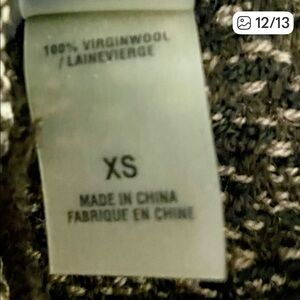 12/13
100% VIRGINWOOL
/ LAINEVIERGE
XS
MADE IN CHINA
FABRIQUE EN CHINE